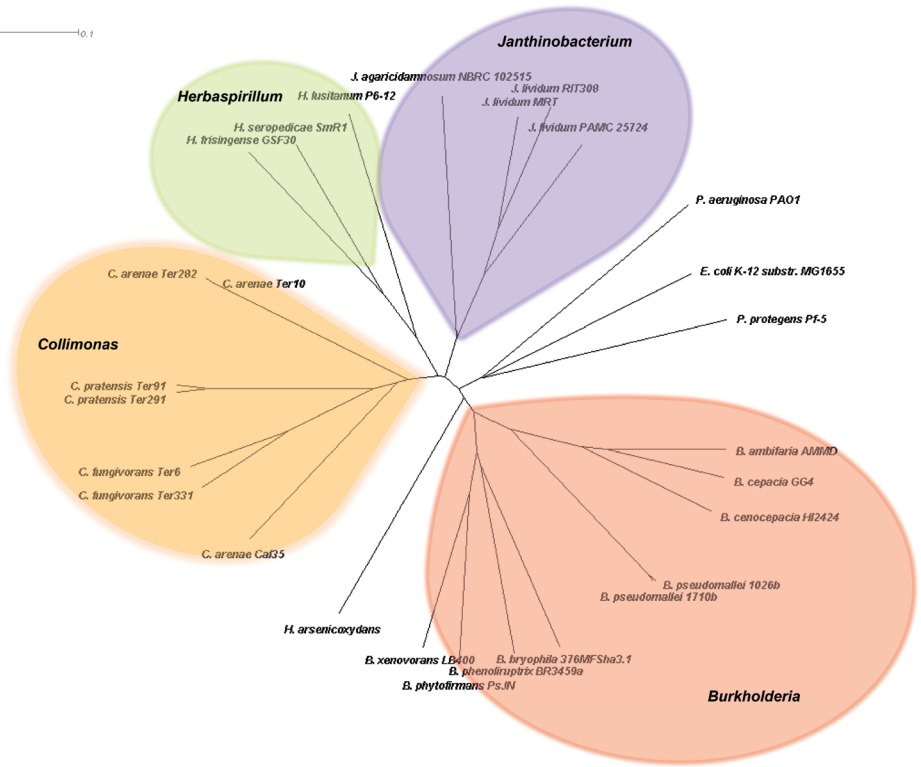 0.1
Janthinobacterium
J. agaricidamnosum NBRC 102515
J. lividum RIT308
Herbaspirillum
H. lusitanum P6-12
J. lividum MRT
H. seropedicae SmR1
J. lividum PAMC 25724
H. frisingense GSF30
P. aeruginosa PAO1
C. arenae Ter282
E. coli K-12 substr. MG1655
C. arenae Ter10
P. protegens Pf-5
Collimonas
C. pratensis Ter91
C. pratensis Ter291
B. ambifaria AMMD
C. fungivorans Ter6
B. cepacia GG4
C. fungivorans Ter331
B. cenocepacia HI2424
C. arenae Cal35
B. pseudomallei 1026b
B. pseudomallei 1710b
H. arsenicoxydans
B. xenovorans LB400
B. bryophila 376MFSha3.1
B. phenoliruptrix BR3459a
B. phytofirmans PsJN
Burkholderia